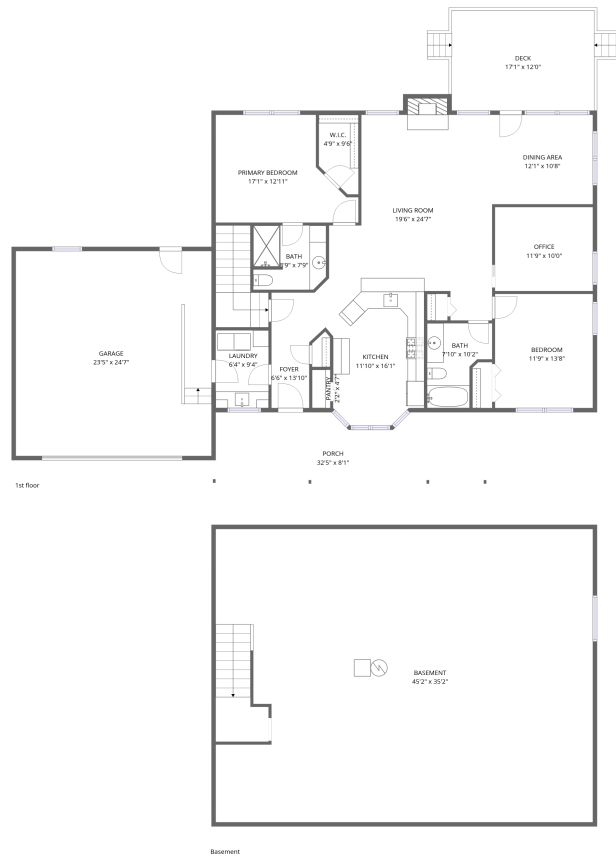 DECK
17'1" x 12'0"
W.I.C.
4'9" x 9'6"
PRIMARY BEDROOM
17'1" x 12'11"
DINING AREA
12'1" x 10'8"
LIVING ROOM
19'6" x 24'7"
OFFICE
11'9" x 10'0"
BATH
9" x 7'9"
GARAGE
23'5" x 24'7"
LAUNDRY
6'4" x 9'4"
FOYER
6'6" x 13'10"
KITCHEN
11'10" x 16'1"
BATH
7'10" x 10'2"
BEDROOM
11'9" x 13'8"
PANTRY
2'2" x 4'7"
PORCH
32'5" x 8'1"
1st floor
BASEMENT
45'2" x 35'2"
Basement